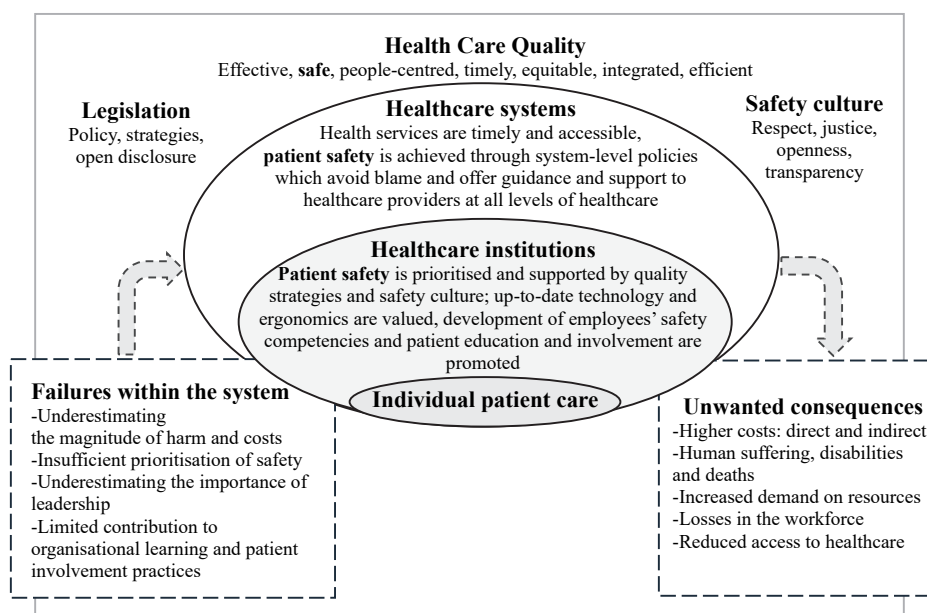 Health Care Quality
Effective, safe, people-centred, timely, equitable, integrated, efficient
Legislation
Policy, strategies,
open disclosure
Healthcare systems
Health services are timely and accessible,
patient safety is achieved through system-level policies
which avoid blame and offer guidance and support to
healthcare providers at all levels of healthcare
Safety culture
Respect, justice,
openness,
transparency
Healthcare institutions
Patient safety is prioritised and supported by quality
strategies and safety culture; up-to-date technology and
ergonomics are valued, development of employees’ safety
competencies and patient education and involvement are
promoted
Individual patient care
Failures within the system
-Underestimating
the magnitude of harm and costs
-Insufficient prioritisation of safety
-Underestimating the importance of
leadership
-Limited contribution to
organisational learning and patient
involvement practices
Unwanted consequences
-Higher costs: direct and indirect
-Human suffering, disabilities
and deaths
-Increased demand on resources
-Losses in the workforce
-Reduced access to healthcare